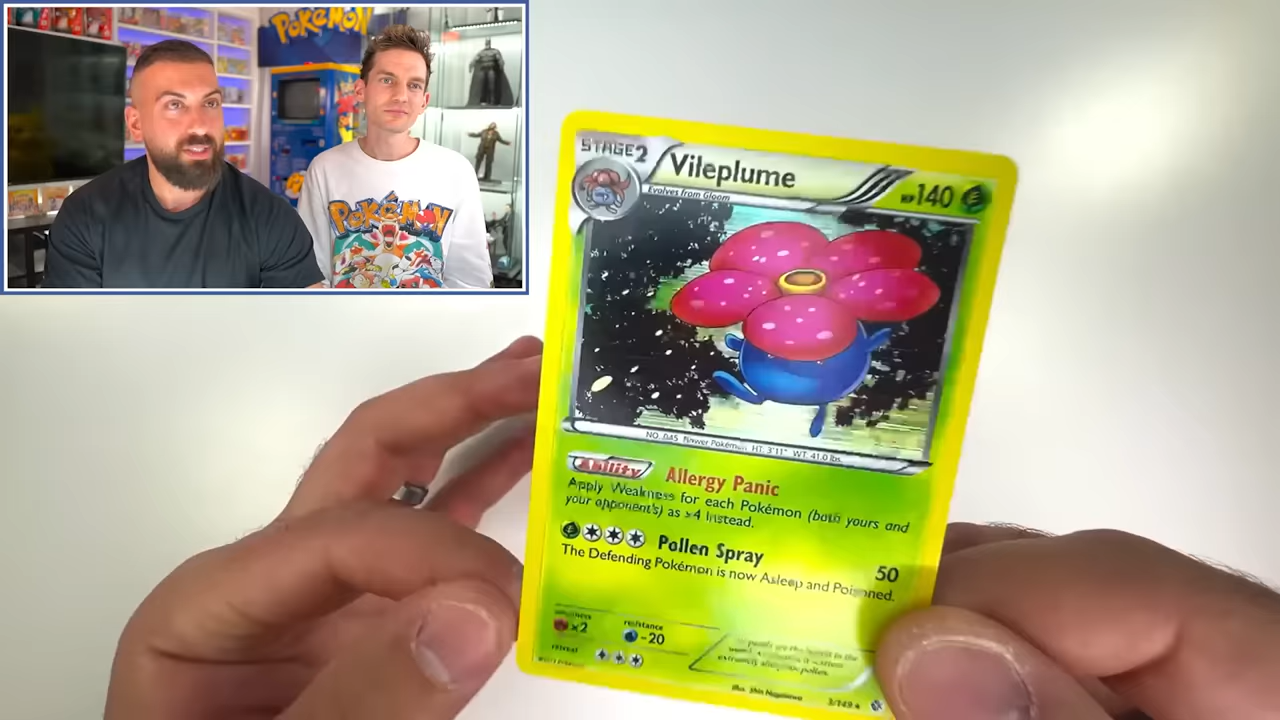 POKÉMON
POKÉMON
STAGE2
Vileplume
HP140
Evolves from Gloom
NO. 045 Flower Pokémon HT. 3'11" WT. 41.0 lbs.
Ability Allergy Panic
Apply Weakness for each Pokémon (both yours and
your opponent's) as ×4 instead.
Pollen Spray 50
The Defending Pokémon is now Asleep and Poisoned.
weakness
×2
resistance
-20
retreat
Illus. Shin Nagasawa
3/149 ★